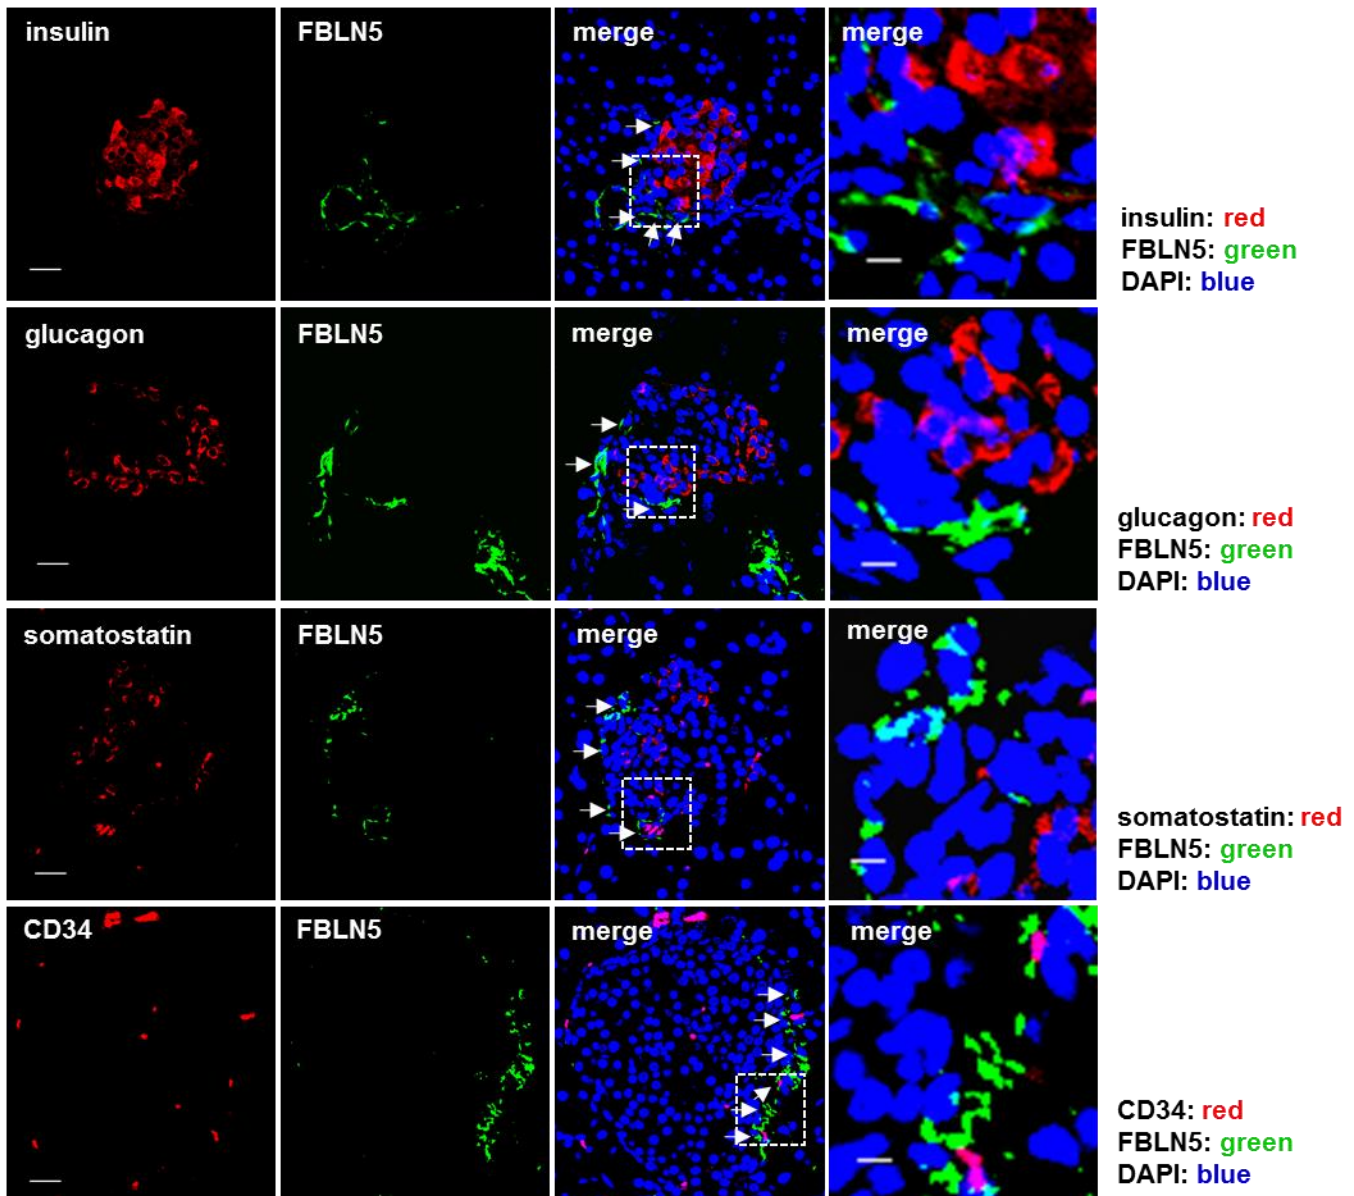 insulin FBLN5 merge merge
insulin: red
FBLN5: green
DAPI: blue
glucagon FBLN5 merge merge
glucagon: red
FBLN5: green
DAPI: blue
somatostatin FBLN5 merge merge
somatostatin: red
FBLN5: green
DAPI: blue
CD34 FBLN5 merge merge
CD34: red
FBLN5: green
DAPI: blue